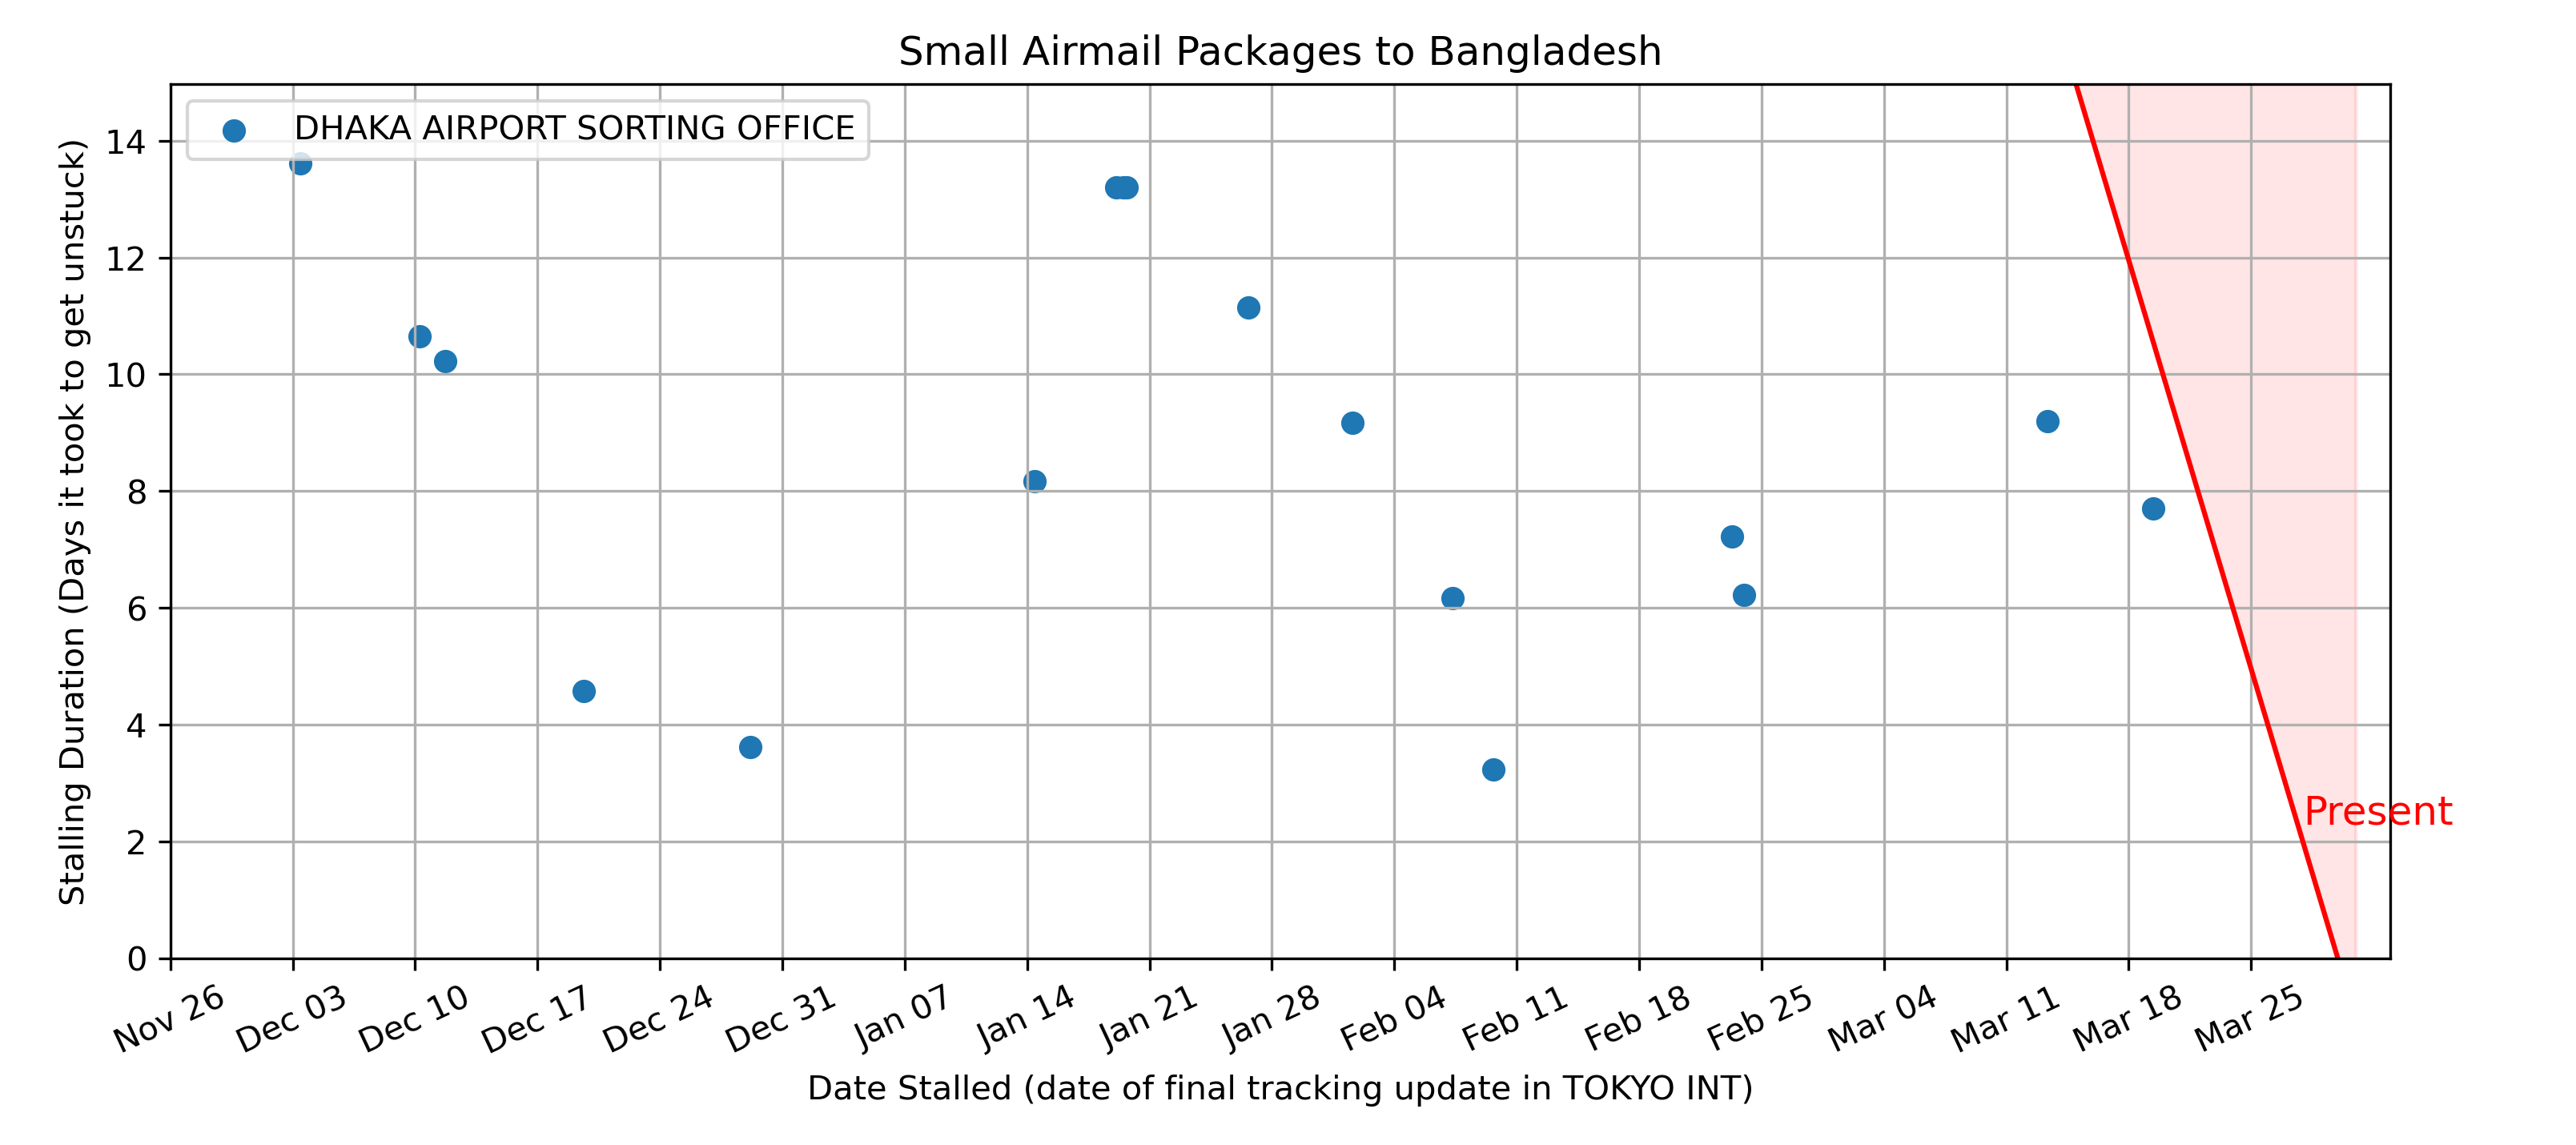 Small Airmail Packages to Bangladesh
DHAKA AIRPORT SORTING OFFICE
Stalling Duration (Days it took to get unstuck)
14
12
10
8
6
4
2
0
Present
Nov 26 Dec 03 Dec 10 Dec 17 Dec 24 Dec 31 Jan 07 Jan 14 Jan 21 Jan 28 Feb 04 Feb 11 Feb 18 Feb 25 Mar 04 Mar 11 Mar 18 Mar 25
Date Stalled (date of final tracking update in TOKYO INT)